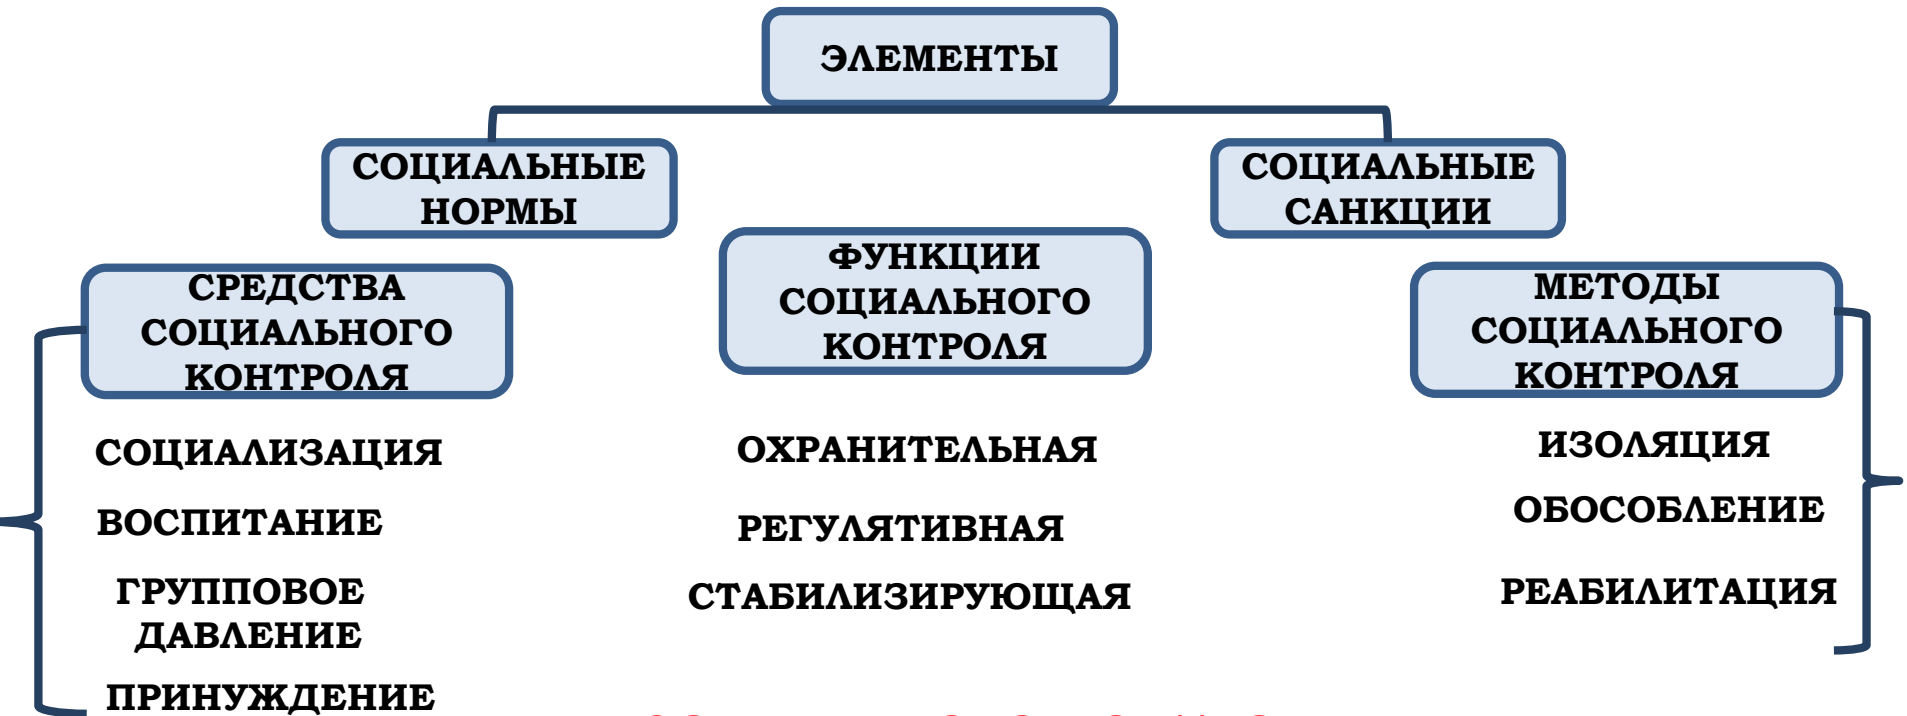 ЭЛЕМЕНТЫ
СОЦИАЛЬНЫЕ
НОРМЫ
СОЦИАЛЬНЫЕ
САНКЦИИ
СРЕДСТВА
СОЦИАЛЬНОГО
КОНТРОЛЯ
СОЦИАЛИЗАЦИЯ
ВОСПИТАНИЕ
ГРУППОВОЕ
ДАВЛЕНИЕ
ПРИНУЖДЕНИЕ
ФУНКЦИИ
СОЦИАЛЬНОГО
КОНТРОЛЯ
ОХРАНИТЕЛЬНАЯ
РЕГУЛЯТИВНАЯ
СТАБИЛИЗИРУЮЩАЯ
МЕТОДЫ
СОЦИАЛЬНОГО
КОНТРОЛЯ
ИЗОЛЯЦИЯ
ОБОСОБЛЕНИЕ
РЕАБИЛИТАЦИЯ